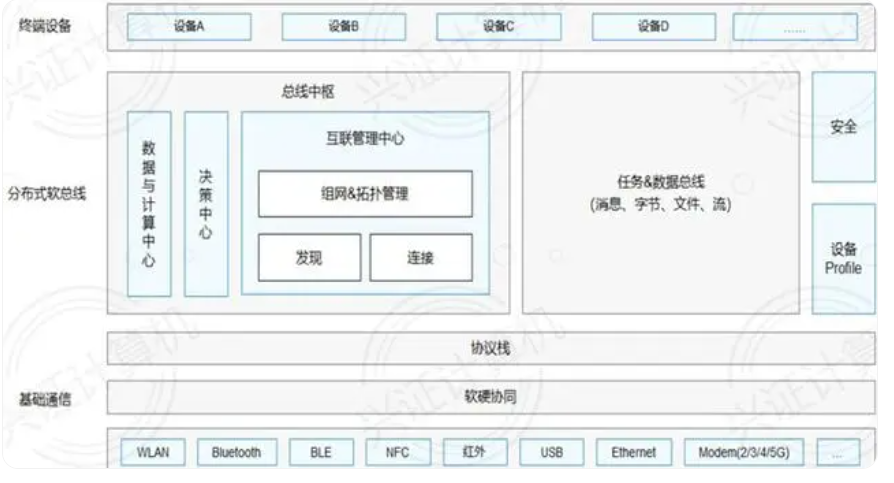 终端设备
设备A
设备B
设备C
设备D
......
分布式软总线
总线中枢
数据与计算中心
决策中心
互联管理中心
组网&拓扑管理
发现
连接
任务&数据总线
(消息、字节、文件、流)
安全
设备
Profile
基础通信
协议栈
软硬协同
WLAN
Bluetooth
BLE
NFC
红外
USB
Ethernet
Modem(2/3/4/5G)
...
兴证计算机